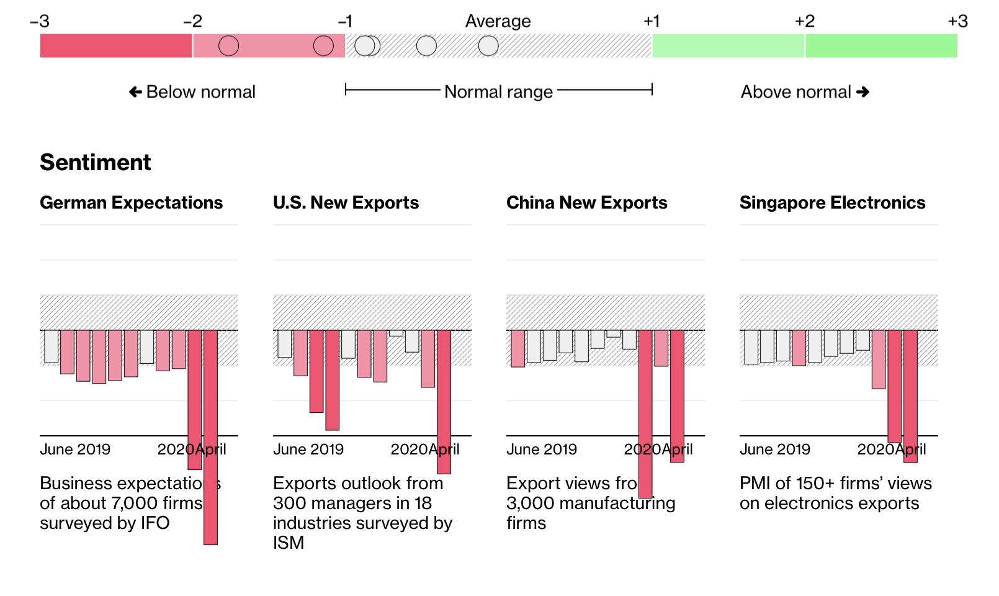 −3 −2 −1 Average +1 +2 +3
← Below normal Normal range Above normal →
Sentiment
German Expectations
June 2019 2020 April
Business expectations
of about 7,000 firms
surveyed by IFO
U.S. New Exports
June 2019 2020 April
Exports outlook from
300 managers in 18
industries surveyed by
ISM
China New Exports
June 2019 2020 April
Export views fro
3,000 manufacturing
firms
Singapore Electronics
June 2019 2020 April
PMI of 150+ firms’ views
on electronics exports